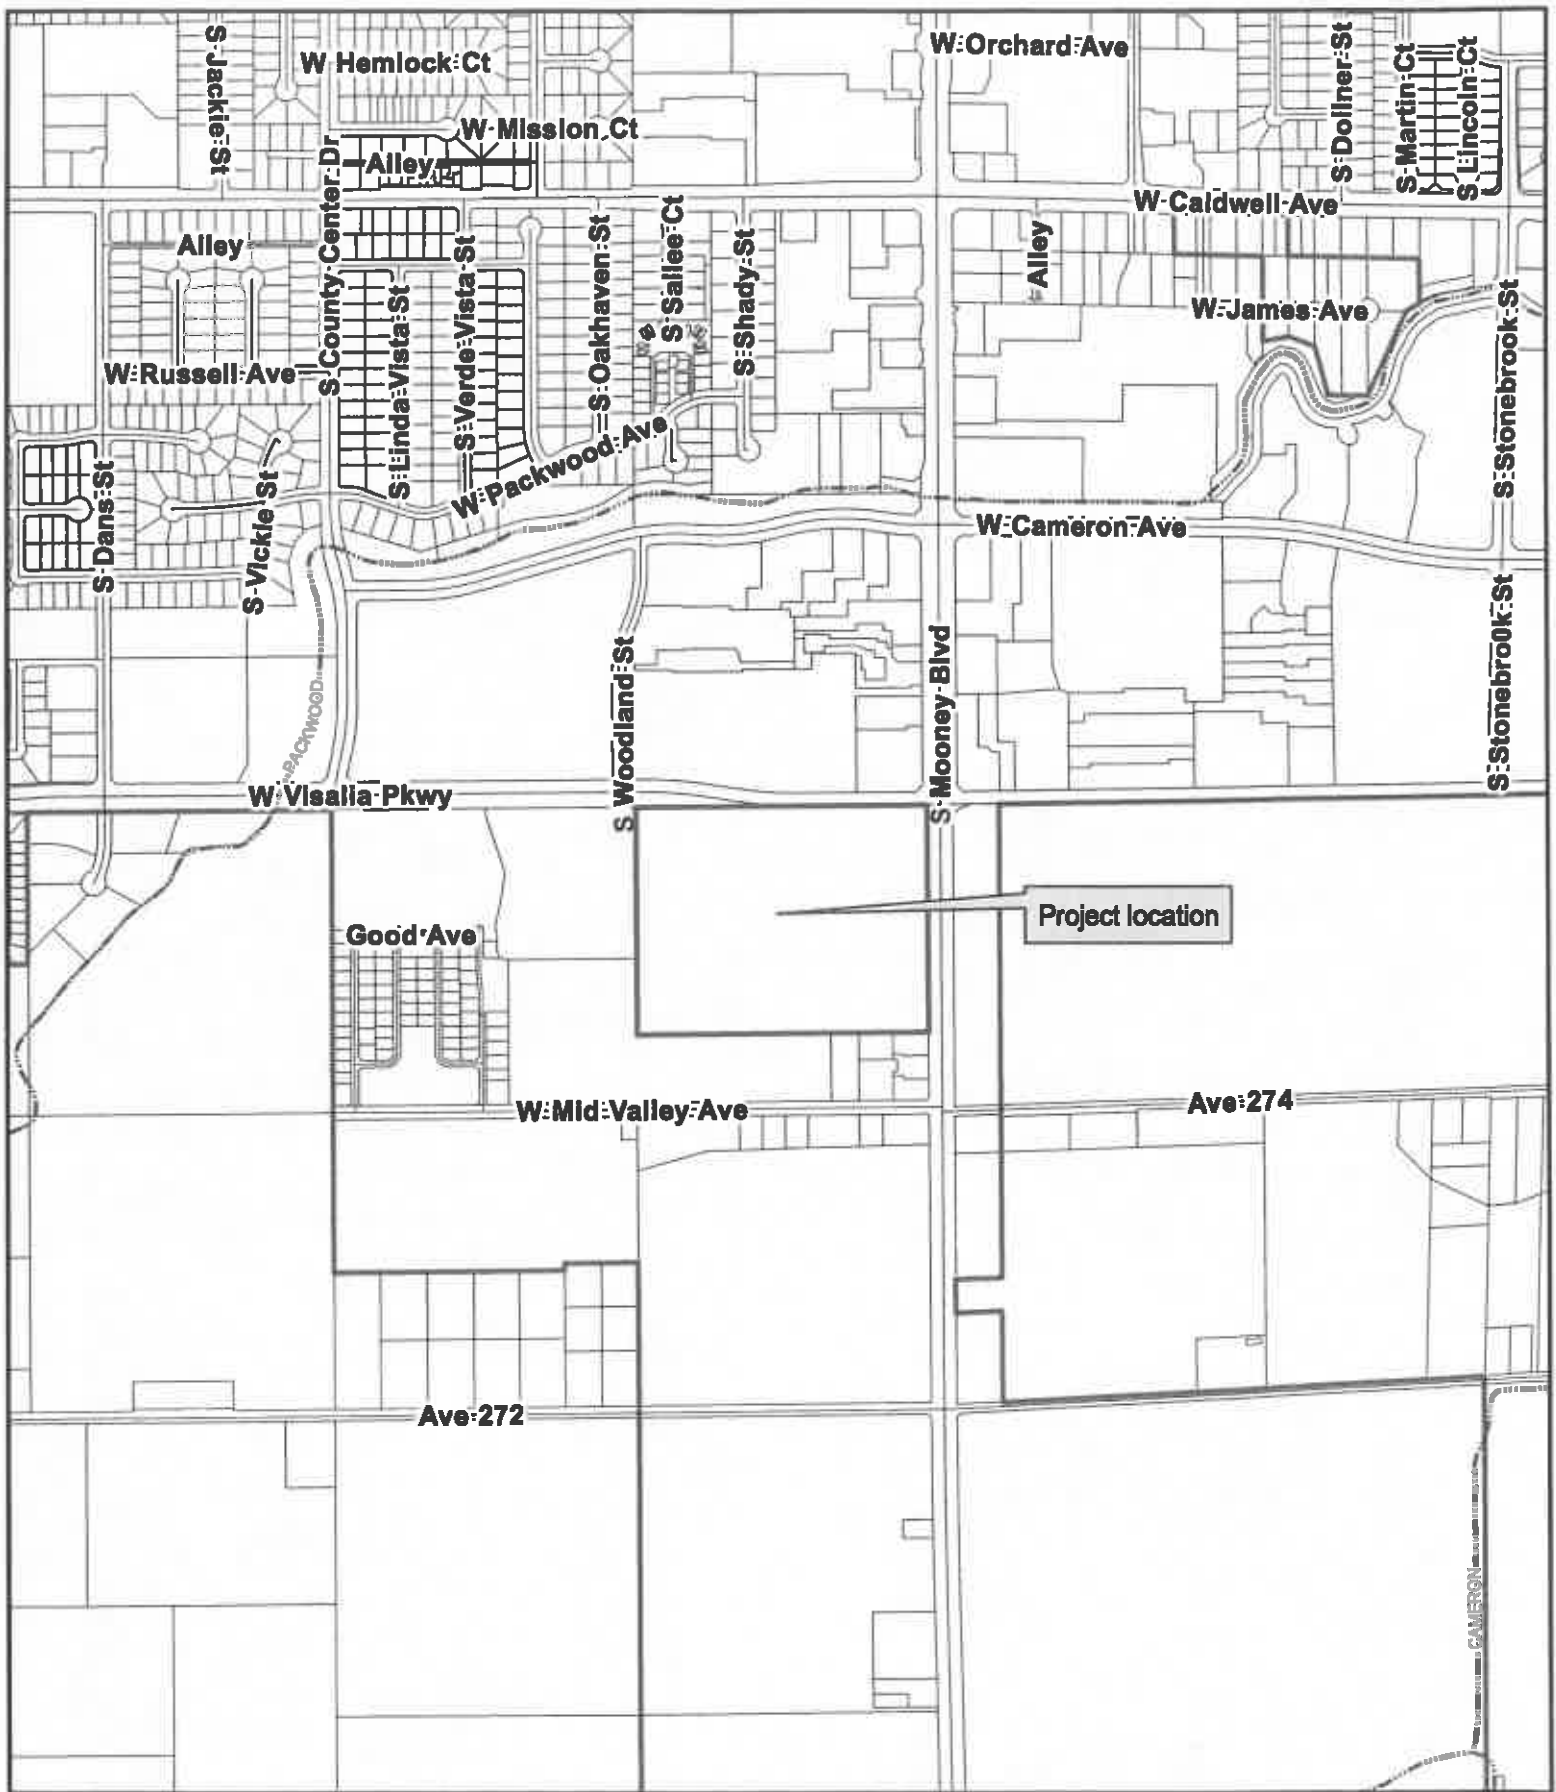 S Jackie St
W Hemlock Ct
W Orchard Ave
S Dollner St
S Martin Ct
S Lincoln Ct
W Mission Ct
Alley
S County Center Dr
W Caldwell Ave
Alley
S Linda Vista St
S Verde Vista St
S Oakhaven St
S Sallee Ct
S Shady St
Alley
W James Ave
S Stonebrook St
W Russell Ave
W Packwood Ave
S Dans St
S Vickie St
W Cameron Ave
PACKWOOD
S Woodland St
S Mooney Blvd
S Stonebrook St
W Visalia Pkwy
Project location
Good Ave
W Mid Valley Ave
Ave 274
Ave 272
CAMERON